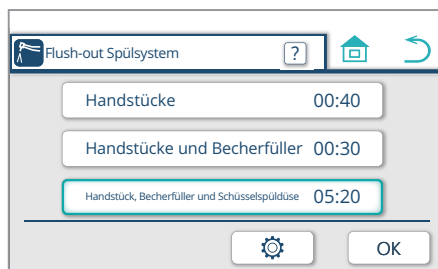 Flush-out Spülsystem ?
Handstücke 00:40
Handstücke und Becherfüller 00:30
Handstück, Becherfüller und Schüsselspüldüse 05:20
OK